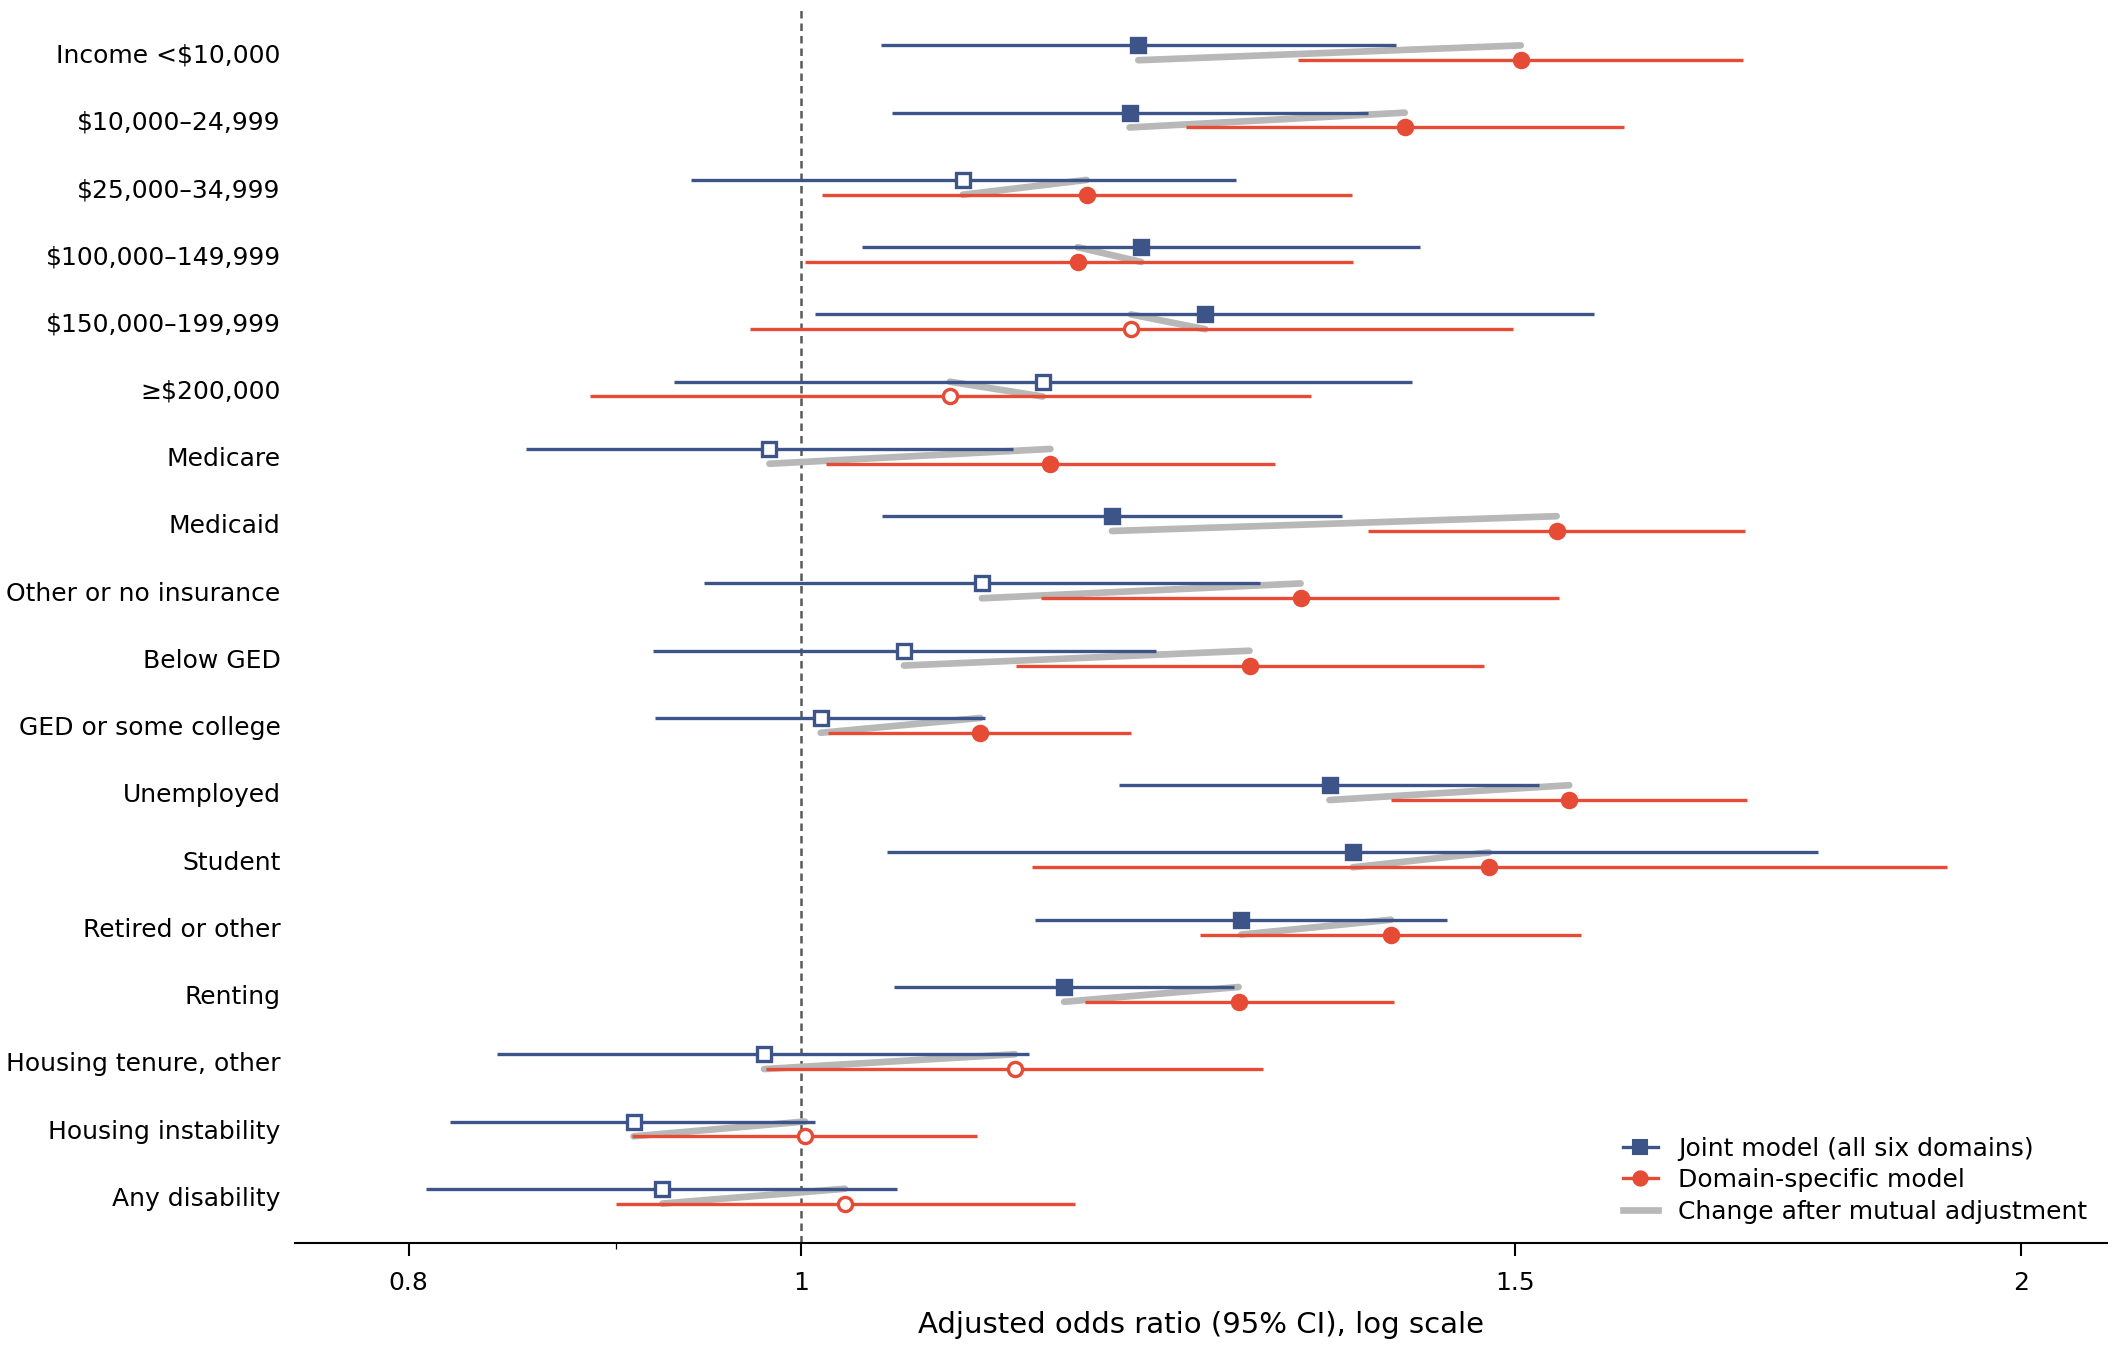 Income <$10,000
$10,000–24,999
$25,000–34,999
$100,000–149,999
$150,000–199,999
≥$200,000
Medicare
Medicaid
Other or no insurance
Below GED
GED or some college
Unemployed
Student
Retired or other
Renting
Housing tenure, other
Housing instability
Any disability
Joint model (all six domains)
Domain-specific model
Change after mutual adjustment
0.8 1 1.5 2
Adjusted odds ratio (95% CI), log scale